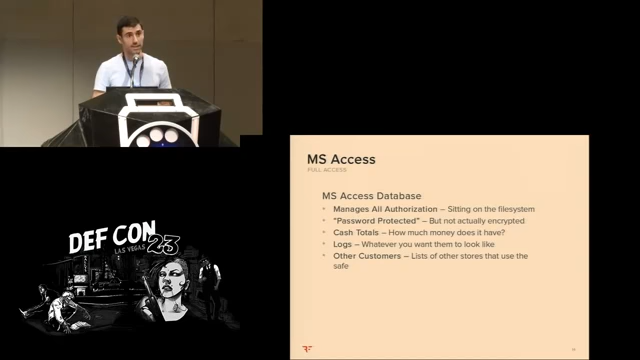 MS Access
FULL ACCESS
MS Access Database
• Manages All Authorization – Sitting on the filesystem
• "Password Protected" – But not actually encrypted
• Cash Totals – How much money does it have?
• Logs – Whatever you want them to look like
• Other Customers – Lists of other stores that use the
safe
DEF CON
LAS VEGAS 23